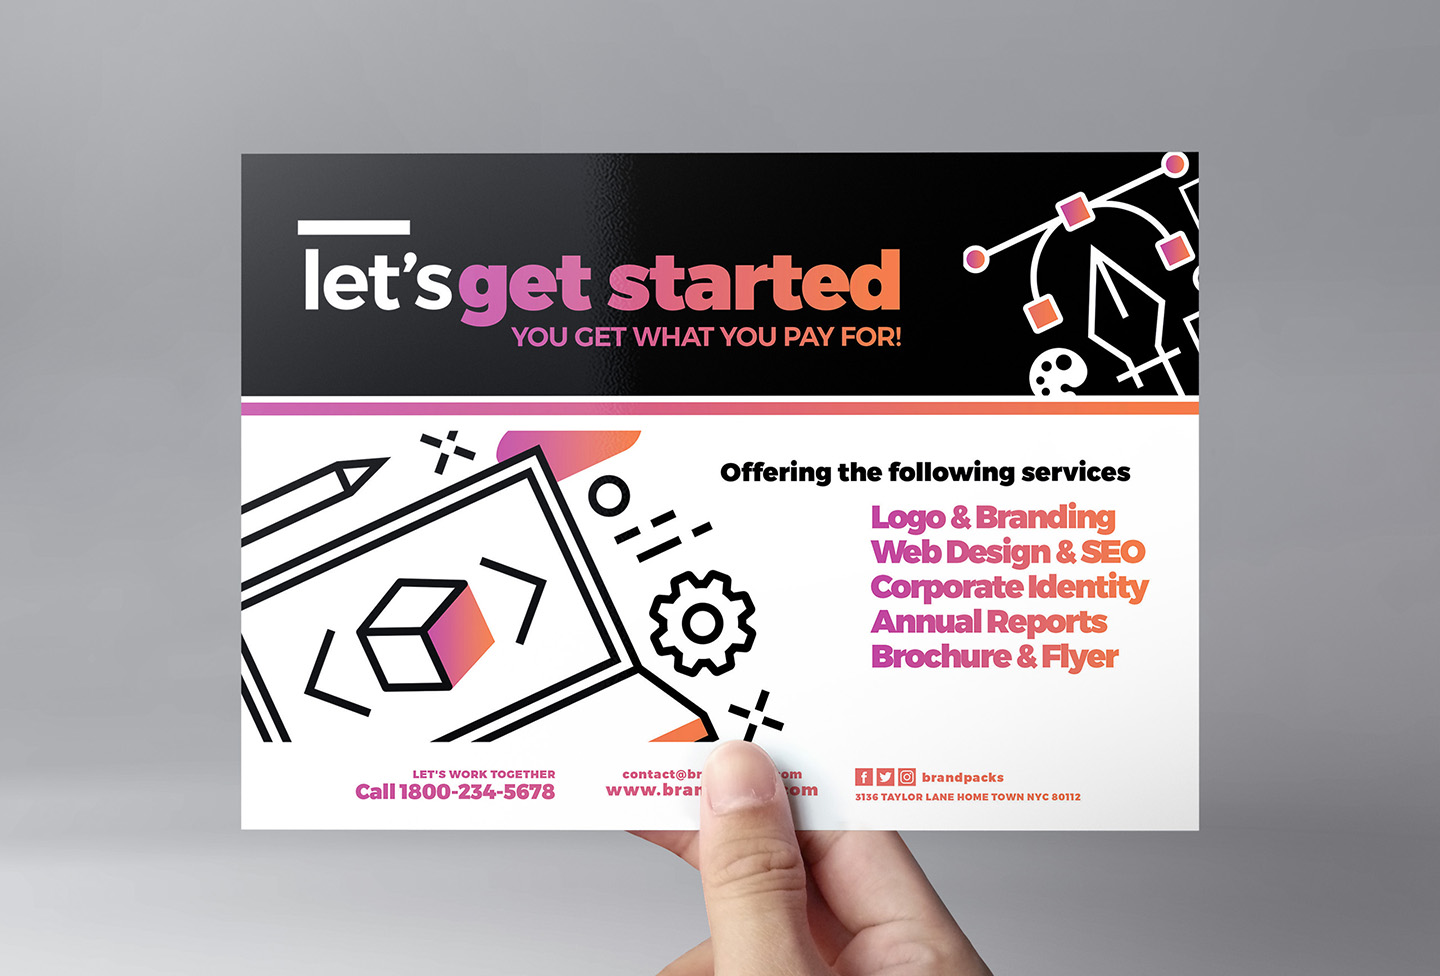 let's get started
YOU GET WHAT YOU PAY FOR!
Offering the following services
Logo & Branding
Web Design & SEO
Corporate Identity
Annual Reports
Brochure & Flyer
LET'S WORK TOGETHER
Call 1800-234-5678
brandpacks
3136 TAYLOR LANE HOME TOWN NYC 80112